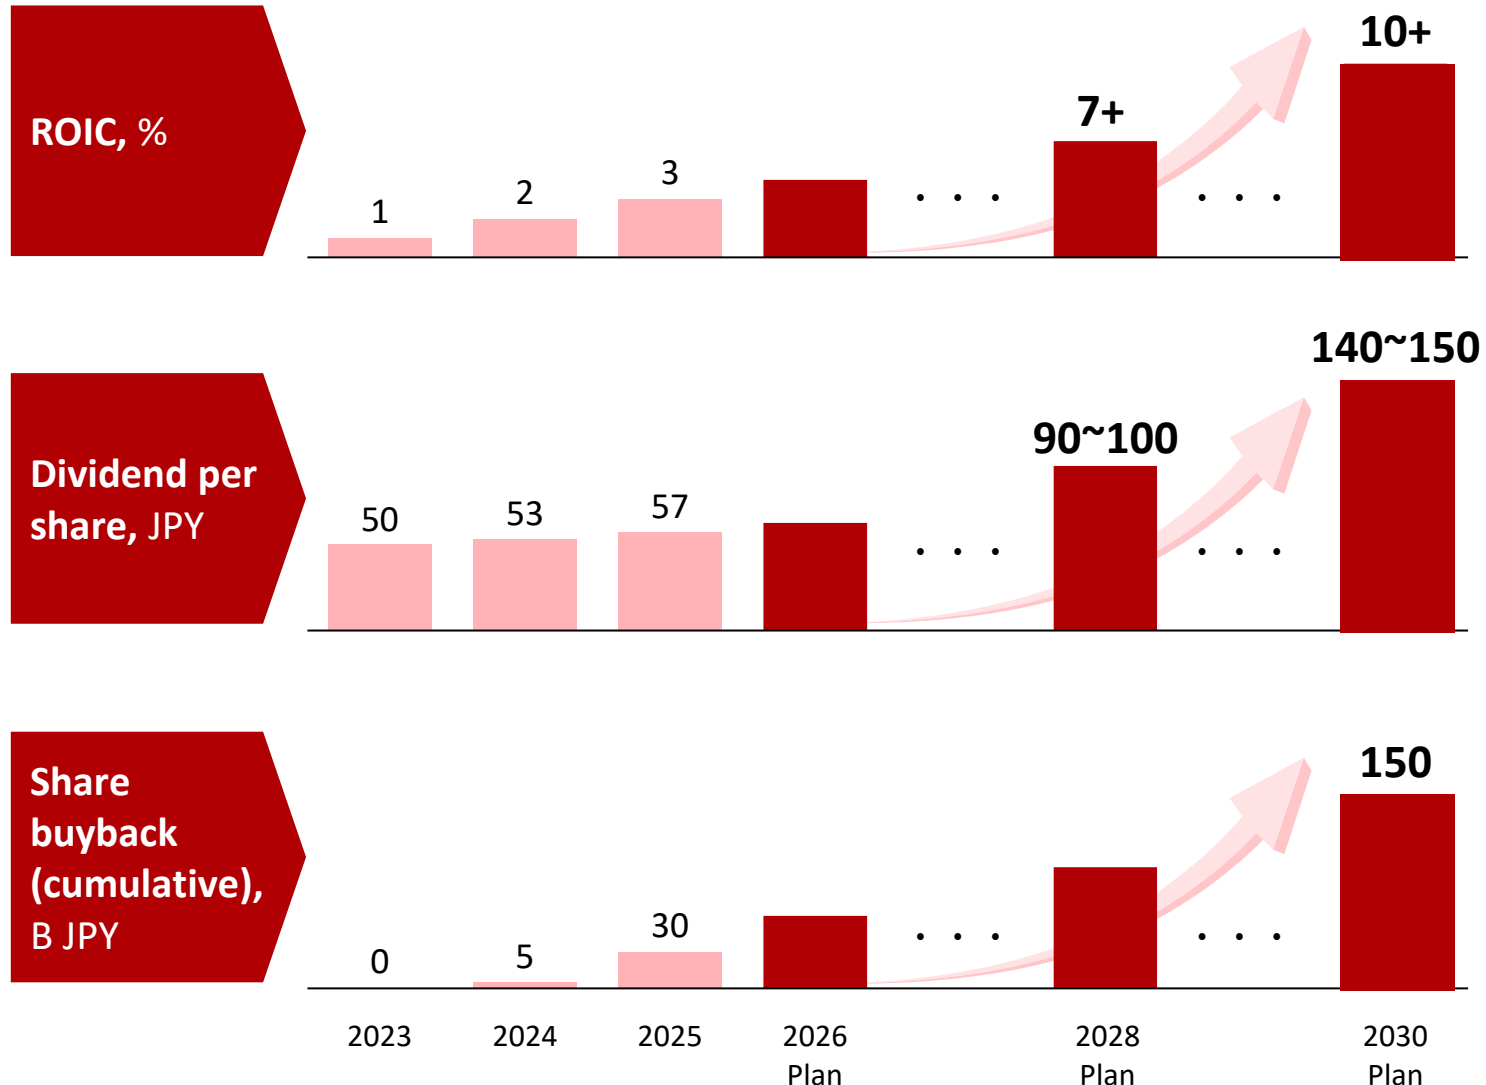 ROIC, %
1
2
3
7+
10+
. . .
. . .
Dividend per
share, JPY
50
53
57
90~100
140~150
. . .
. . .
Share
buyback
(cumulative),
B JPY
0
5
30
150
. . .
. . .
2023
2024
2025
2026
Plan
2028
Plan
2030
Plan